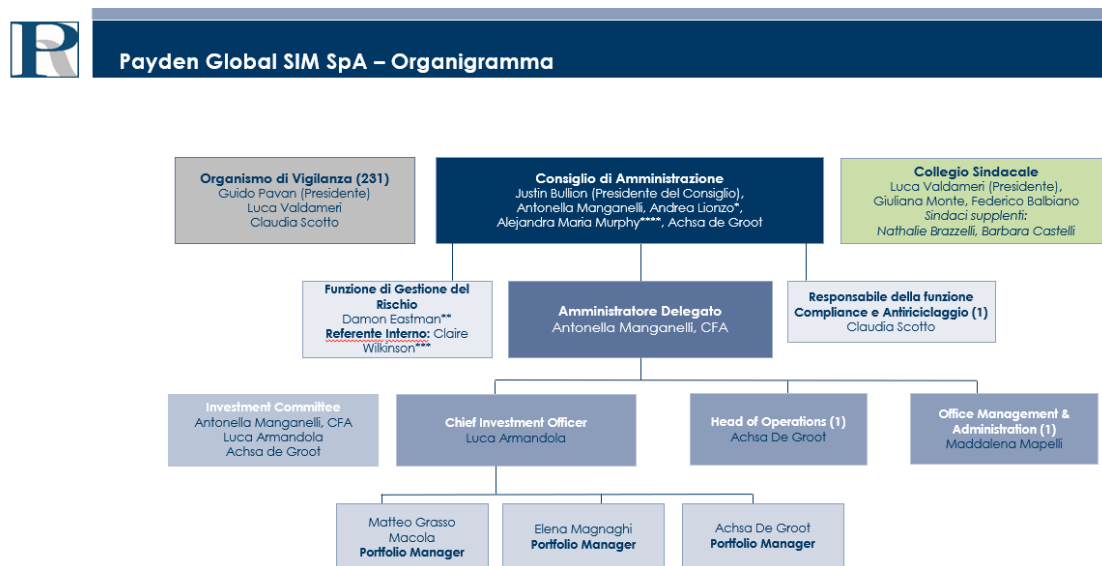 PR
Payden Global SIM SpA – Organigramma
Organismo di Vigilanza (231)
Guido Pavan (Presidente)
Luca Valdameri
Claudia Scotto
Consiglio di Amministrazione
Justin Bullion (Presidente del Consiglio),
Antonella Manganelli, Andrea Lionzo*,
Alejandra Maria Murphy****, Achsa de Groot
Collegio Sindacale
Luca Valdameri (Presidente),
Giuliana Monte, Federico Balbiano
Sindaci supplenti:
Nathalie Brazzelli, Barbara Castelli
Funzione di Gestione del
Rischio
Damon Eastman**
Referente Interno: Claire
Wilkinson***
Amministratore Delegato
Antonella Manganelli, CFA
Responsabile della funzione
Compliance e Antiriciclaggio (1)
Claudia Scotto
Investment Committee
Antonella Manganelli, CFA
Luca Armandola
Achsa de Groot
Chief Investment Officer
Luca Armandola
Head of Operations (1)
Achsa De Groot
Office Management &
Administration (1)
Maddalena Mapelli
Matteo Grasso
Macola
Portfolio Manager
Elena Magnaghi
Portfolio Manager
Achsa De Groot
Portfolio Manager